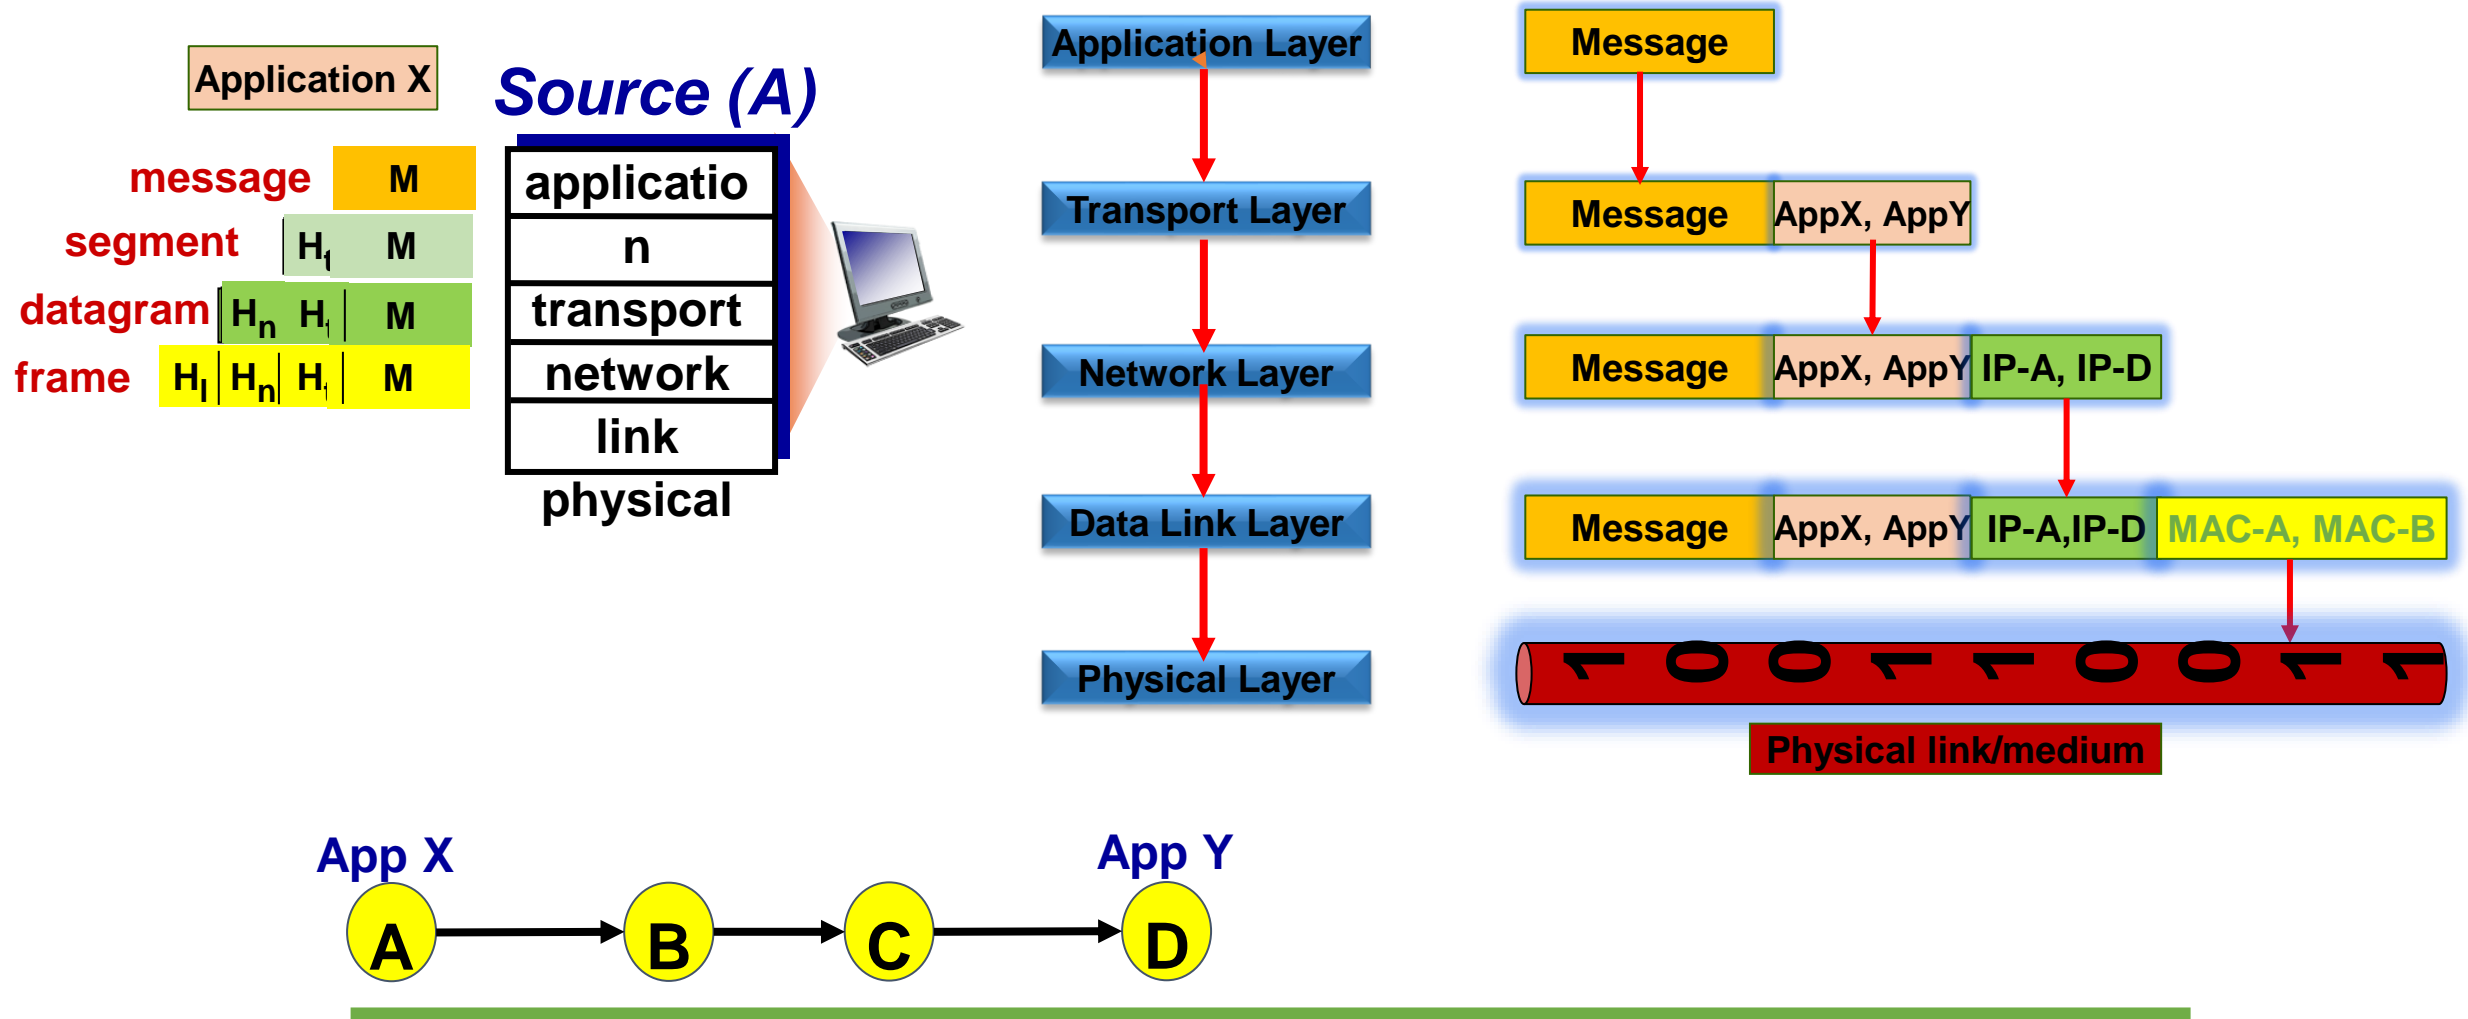 Application X
Source (A)
message M
segment Ht M
datagram Hn Ht M
frame Hl Hn Ht M
applicatio
n
transport
network
link
physical
Application Layer
Transport Layer
Network Layer
Data Link Layer
Physical Layer
Message
Message AppX, AppY
Message AppX, AppY IP-A, IP-D
Message AppX, AppY IP-A,IP-D MAC-A, MAC-B
1 0 0 1 1 0 0 1 1
Physical link/medium
App X App Y
A B C D